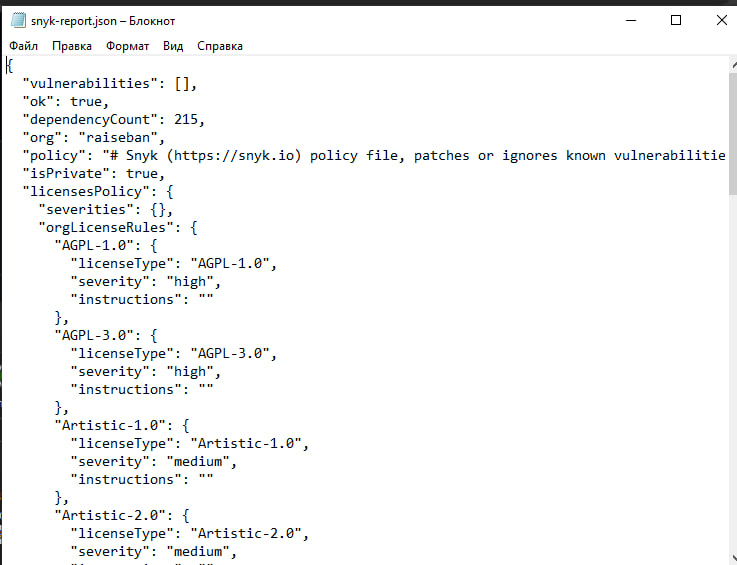 snyk-report.json – Блокнот
Файл Правка Формат Вид Справка
{
  "vulnerabilities": [],
  "ok": true,
  "dependencyCount": 215,
  "org": "raiseban",
  "policy": "# Snyk (https://snyk.io) policy file, patches or ignores known vulnerabilitie
  "isPrivate": true,
  "licensesPolicy": {
    "severities": {},
    "orgLicenseRules": {
      "AGPL-1.0": {
        "licenseType": "AGPL-1.0",
        "severity": "high",
        "instructions": ""
      },
      "AGPL-3.0": {
        "licenseType": "AGPL-3.0",
        "severity": "high",
        "instructions": ""
      },
      "Artistic-1.0": {
        "licenseType": "Artistic-1.0",
        "severity": "medium",
        "instructions": ""
      },
      "Artistic-2.0": {
        "licenseType": "Artistic-2.0",
        "severity": "medium",